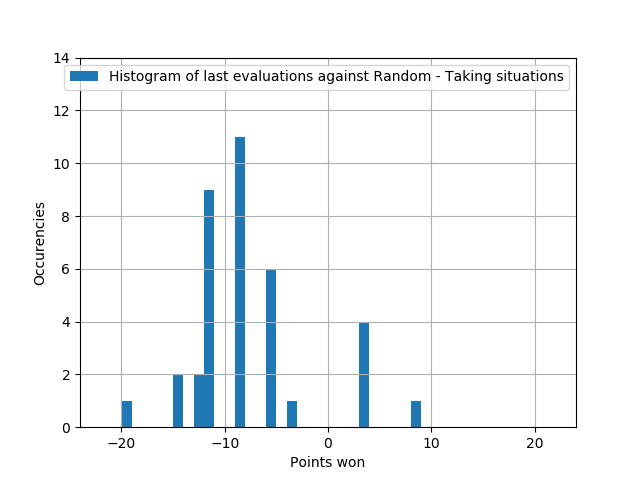 Histogram of last evaluations against Random - Taking situations
14
12
10
8
6
4
2
0
Occurencies
−20 −10 0 10 20
Points won